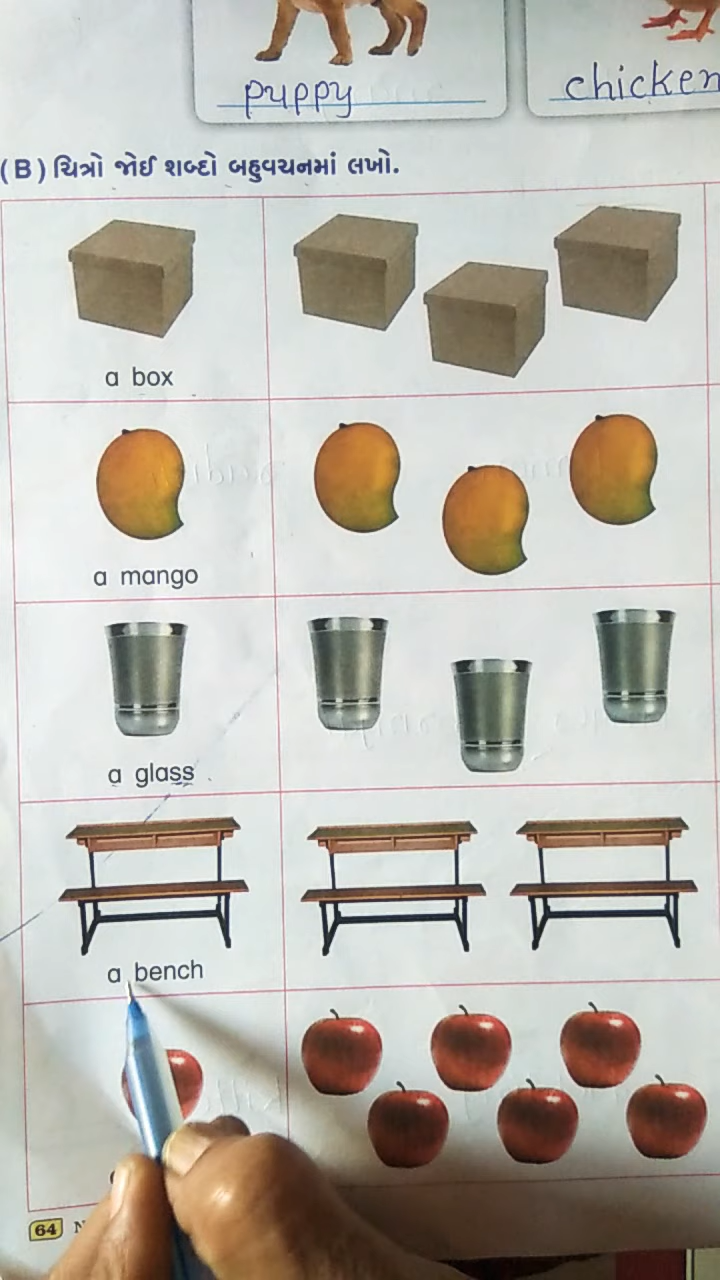 puppy
chicken
(B) ચિત્રો જોઈ શબ્દો બહુવચનમાં લખો.
a box
a mango
a glass
a bench
64